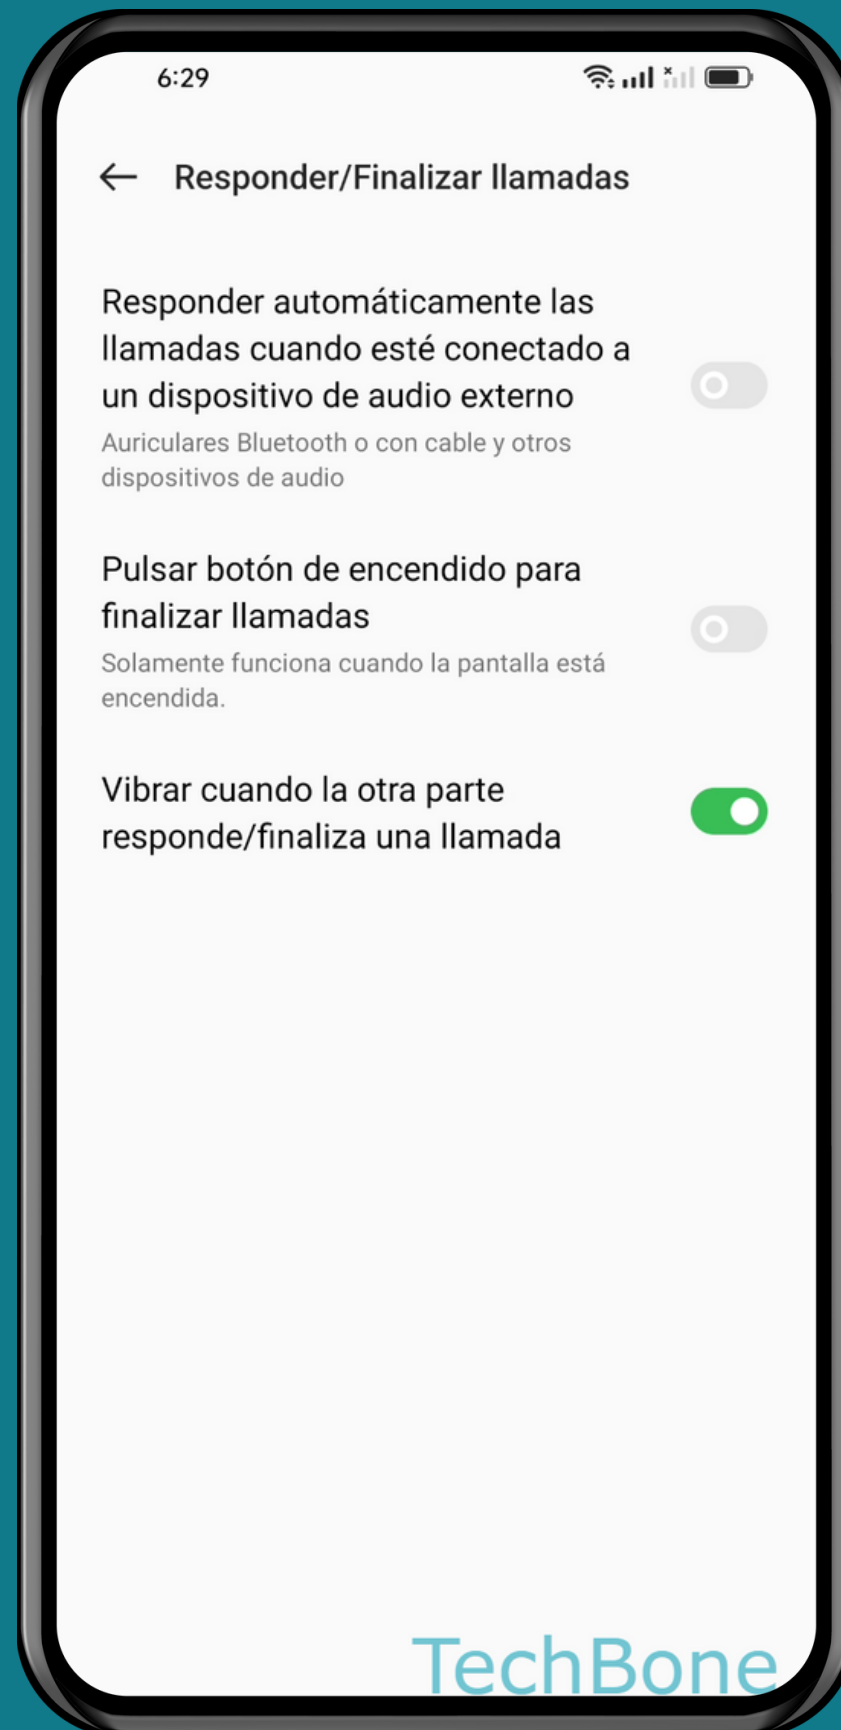 6:29
Responder/Finalizar llamadas
Responder automáticamente las
llamadas cuando esté conectado a
un dispositivo de audio externo
Auriculares Bluetooth o con cable y otros
dispositivos de audio
Pulsar botón de encendido para
finalizar llamadas
Solamente funciona cuando la pantalla está
encendida.
Vibrar cuando la otra parte
responde/finaliza una llamada
TechBone